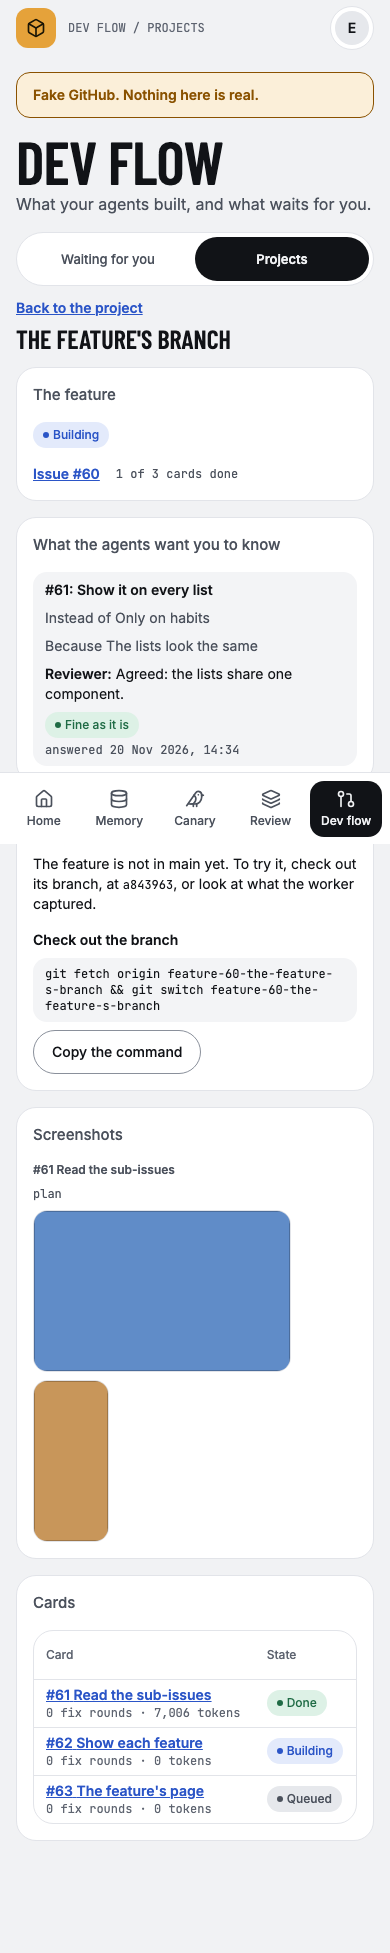 DEV FLOW / PROJECTS
E
Fake GitHub. Nothing here is real.
DEV FLOW
What your agents built, and what waits for you.
Waiting for you
Projects
Back to the project
THE FEATURE'S BRANCH
The feature
Building
Issue #60 1 of 3 cards done
What the agents want you to know
#61: Show it on every list
Instead of Only on habits
Because The lists look the same
Reviewer: Agreed: the lists share one
component.
Fine as it is
answered 20 Nov 2026, 14:34
Home
Memory
Canary
Review
Dev flow
The feature is not in main yet. To try it, check out
its branch, at a843963, or look at what the worker
captured.
Check out the branch
git fetch origin feature-60-the-feature-
s-branch && git switch feature-60-the-
feature-s-branch
Copy the command
Screenshots
#61 Read the sub-issues
plan
Cards
Card State
#61 Read the sub-issues Done
0 fix rounds · 7,006 tokens
#62 Show each feature Building
0 fix rounds · 0 tokens
#63 The feature's page Queued
0 fix rounds · 0 tokens